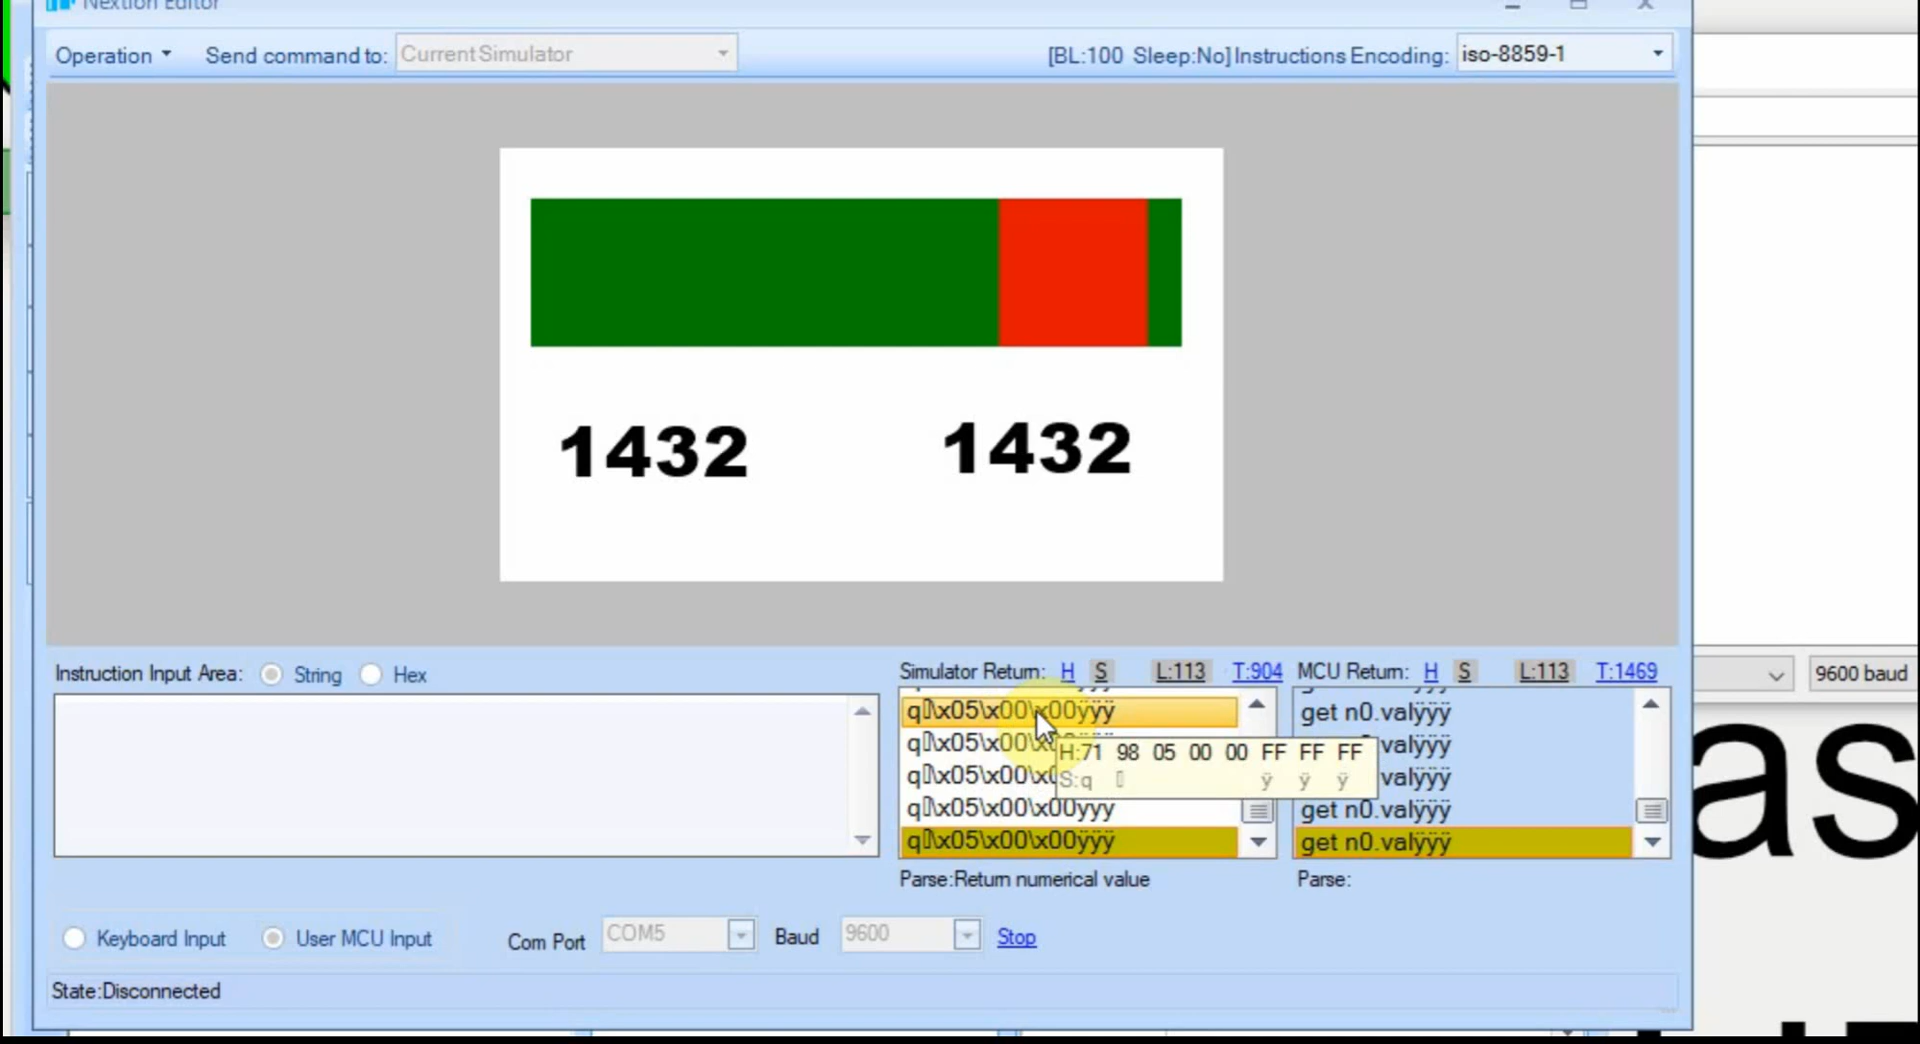 Nextion Editor
Operation Send command to: Current Simulator [BL:100 Sleep:No] Instructions Encoding: iso-8859-1
1432 1432
Instruction Input Area: String Hex
Simulator Return: H S L:113 T:904 MCU Return: H S L:113 T:1469
9600 baud
q▯\x05\x00\x00ÿÿÿ
q▯\x05\x00
q▯\x05\x00\x0
q▯\x05\x00\x00ÿÿÿ
q▯\x05\x00\x00ÿÿÿ
H:71 98 05 00 00 FF FF FF
S:q ▯ ÿ ÿ ÿ
get n0.valÿÿÿ
valÿÿÿ
valÿÿÿ
get n0.valÿÿÿ
get n0.valÿÿÿ
Parse:Return numerical value Parse:
as
Keyboard Input User MCU Input Com Port COM5 Baud 9600 Stop
State:Disconnected